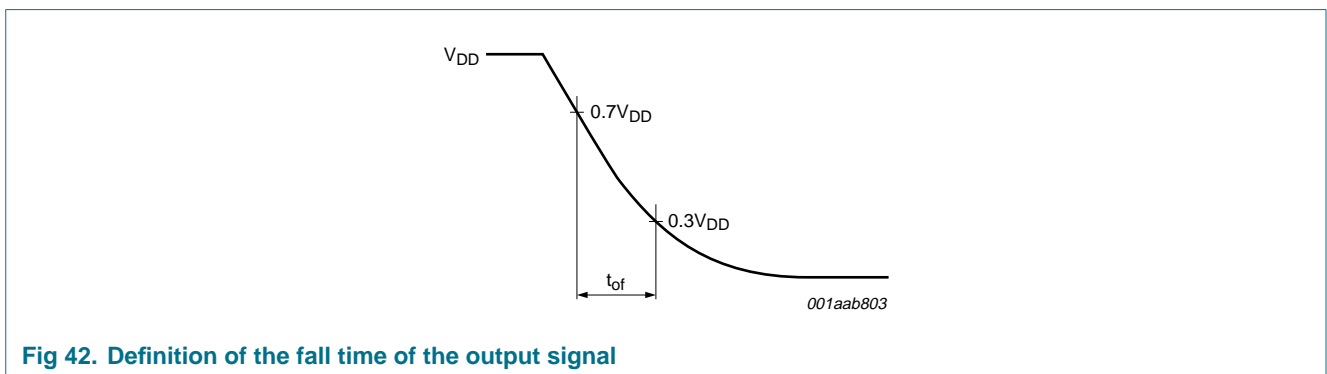 VDD
0.7VDD
0.3VDD
tof
001aab803
Fig 42. Definition of the fall time of the output signal